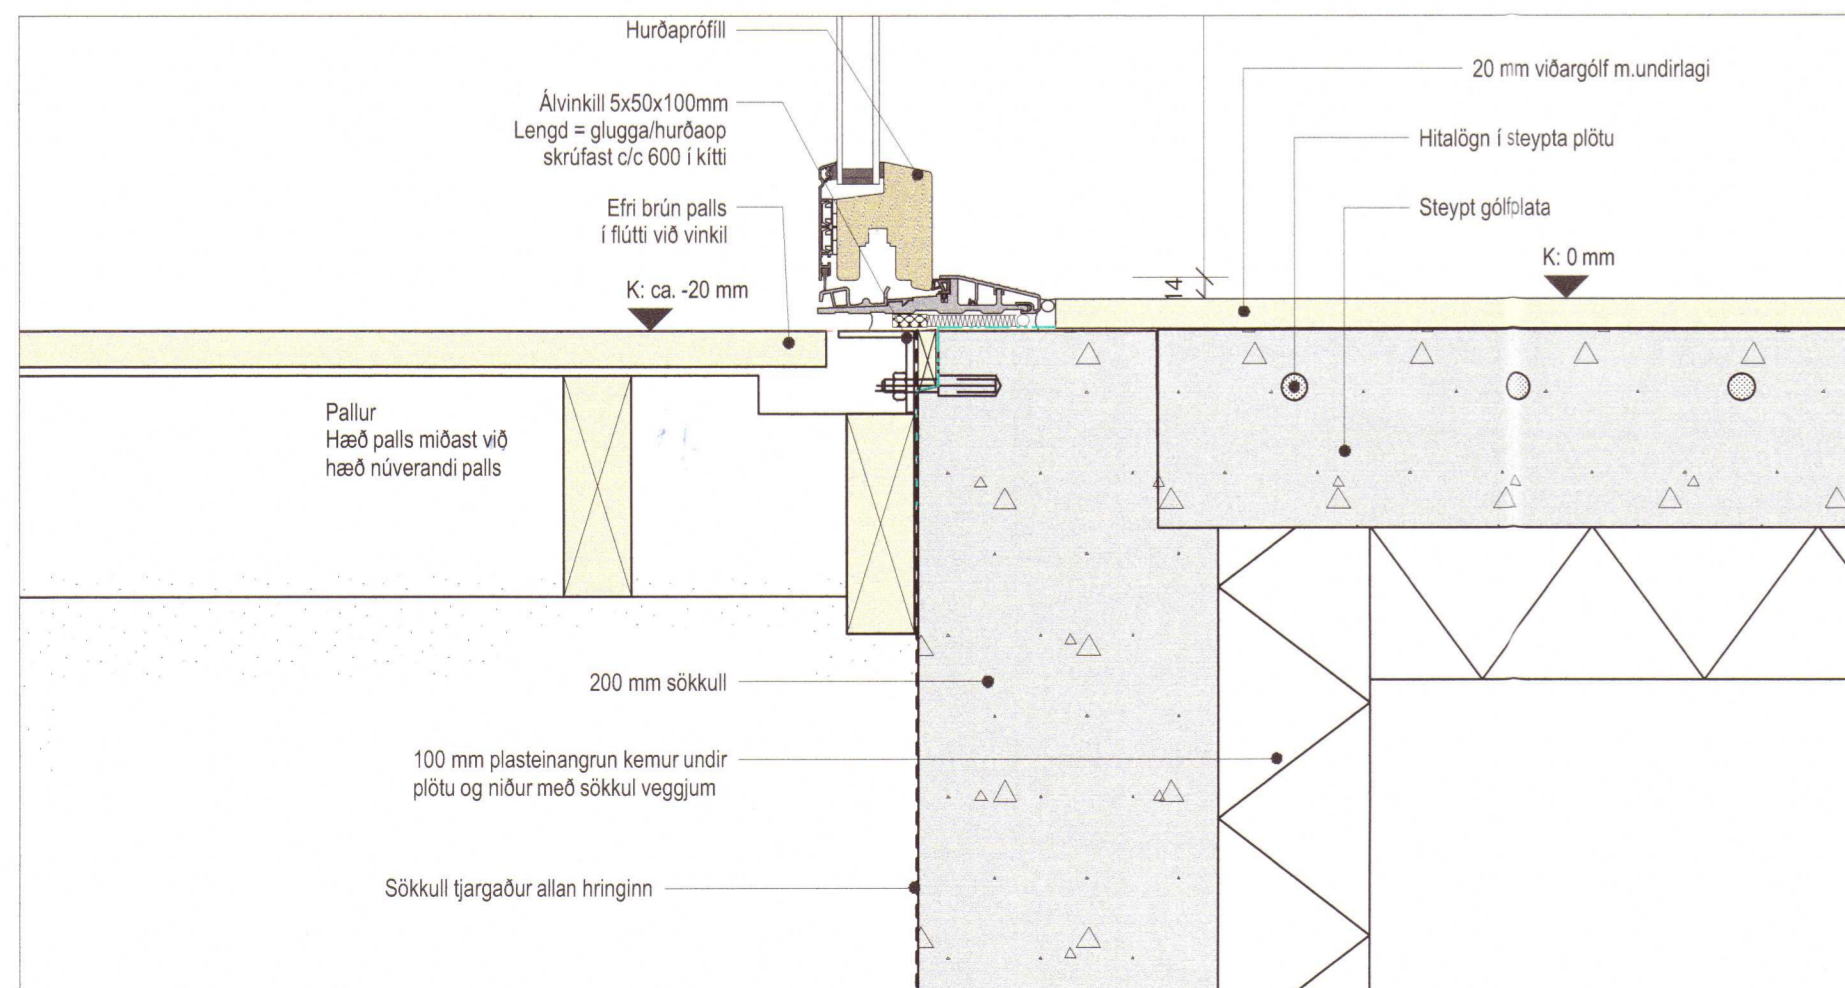 Hurðaprófíll
Álvinkill 5x50x100mm
Lengd = glugga/hurðaop
skrúfast c/c 600 í kítti
Efri brún palls
í flútti við vinkil
K: ca. -20 mm
Pallur
Hæð palls miðast við
hæð núverandi palls
200 mm sökkull
100 mm plasteinangrun kemur undir
plötu og niður með sökkul veggjum
Sökkull tjargaður allan hringinn
20 mm viðargólf m.undirlagi
Hitalögn í steypta plötu
Steypt gólfplata
K: 0 mm
14